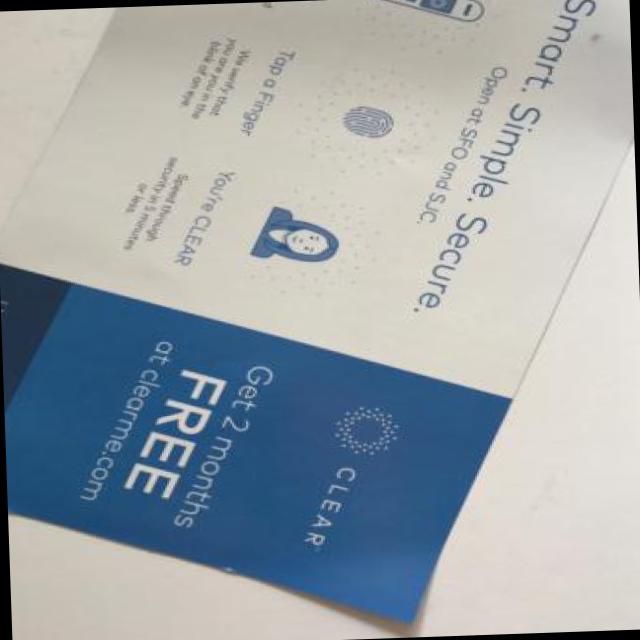 Smart. Simple. Secure.
Open at SFO and SJC.
Tap a Finger
We verify that
you are you in the
blink of an eye.
You're CLEAR
Speed through
security in 5 minutes
or less.
CLEAR
Get 2 months
FREE
at clearme.com